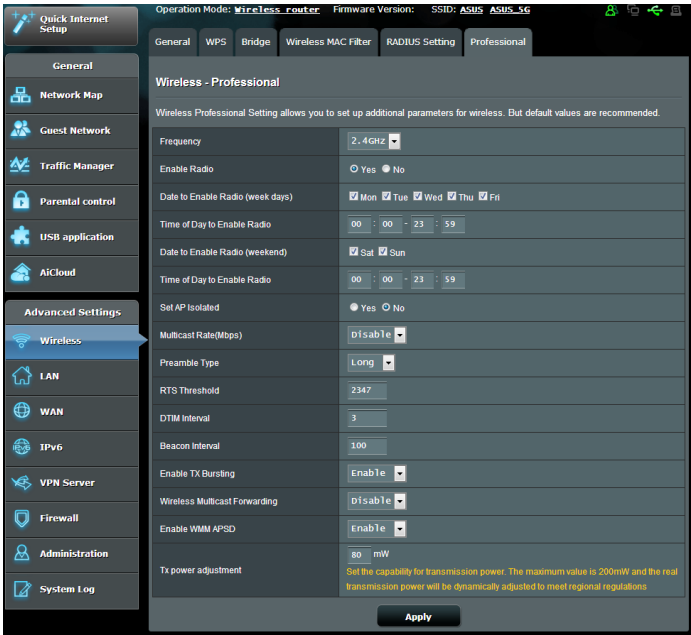 Quick Internet
Setup
Operation Mode: Wireless router Firmware Version: SSID: ASUS ASUS_5G
General WPS Bridge Wireless MAC Filter RADIUS Setting Professional
General
Network Map
Guest Network
Traffic Manager
Parental control
USB application
AiCloud
Advanced Settings
Wireless
LAN
WAN
IPv6
VPN Server
Firewall
Administration
System Log
Wireless - Professional
Wireless Professional Setting allows you to set up additional parameters for wireless. But default values are recommended.
Frequency 2.4GHz
Enable Radio Yes No
Date to Enable Radio (week days) Mon Tue Wed Thu Fri
Time of Day to Enable Radio 00 : 00 - 23 : 59
Date to Enable Radio (weekend) Sat Sun
Time of Day to Enable Radio 00 : 00 - 23 : 59
Set AP Isolated Yes No
Multicast Rate(Mbps) Disable
Preamble Type Long
RTS Threshold 2347
DTIM Interval 3
Beacon Interval 100
Enable TX Bursting Enable
Wireless Multicast Forwarding Disable
Enable WMM APSD Enable
Tx power adjustment 80 mW
Set the capability for transmission power. The maximum value is 200mW and the real
transmission power will be dynamically adjusted to meet regional regulations
Apply